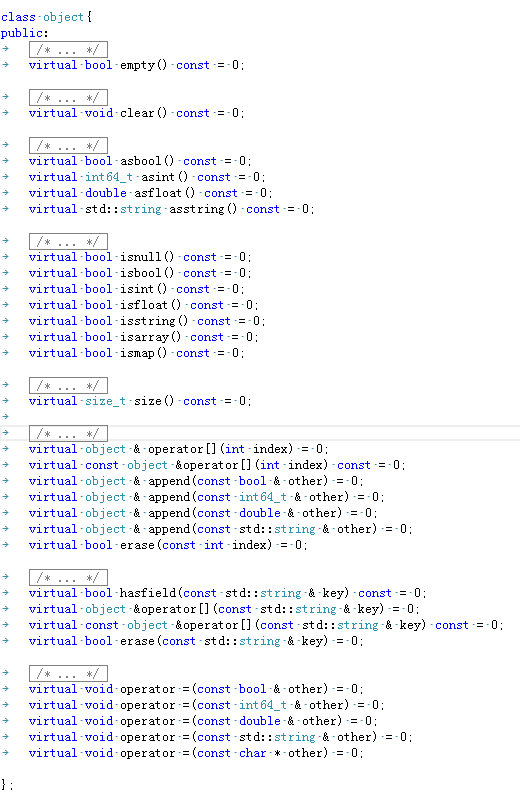 class object{
public:
/* ... */
virtual bool empty() const = 0;
/* ... */
virtual void clear() const = 0;
/* ... */
virtual bool asbool() const = 0;
virtual int64_t asint() const = 0;
virtual double asfloat() const = 0;
virtual std::string asstring() const = 0;
/* ... */
virtual bool isnull() const = 0;
virtual bool isbool() const = 0;
virtual bool isint() const = 0;
virtual bool isfloat() const = 0;
virtual bool isstring() const = 0;
virtual bool isarray() const = 0;
virtual bool ismap() const = 0;
/* ... */
virtual size_t size() const = 0;
/* ... */
virtual object & operator[](int index) = 0;
virtual const object &operator[](int index) const = 0;
virtual object & append(const bool & other) = 0;
virtual object & append(const int64_t & other) = 0;
virtual object & append(const double & other) = 0;
virtual object & append(const std::string & other) = 0;
virtual bool erase(const int index) = 0;
/* ... */
virtual bool hasfield(const std::string & key) const = 0;
virtual object &operator[](const std::string & key) = 0;
virtual const object &operator[](const std::string & key) const = 0;
virtual bool erase(const std::string & key) = 0;
/* ... */
virtual void operator =(const bool & other) = 0;
virtual void operator =(const int64_t & other) = 0;
virtual void operator =(const double & other) = 0;
virtual void operator =(const std::string & other) = 0;
virtual void operator =(const char * other) = 0;
};